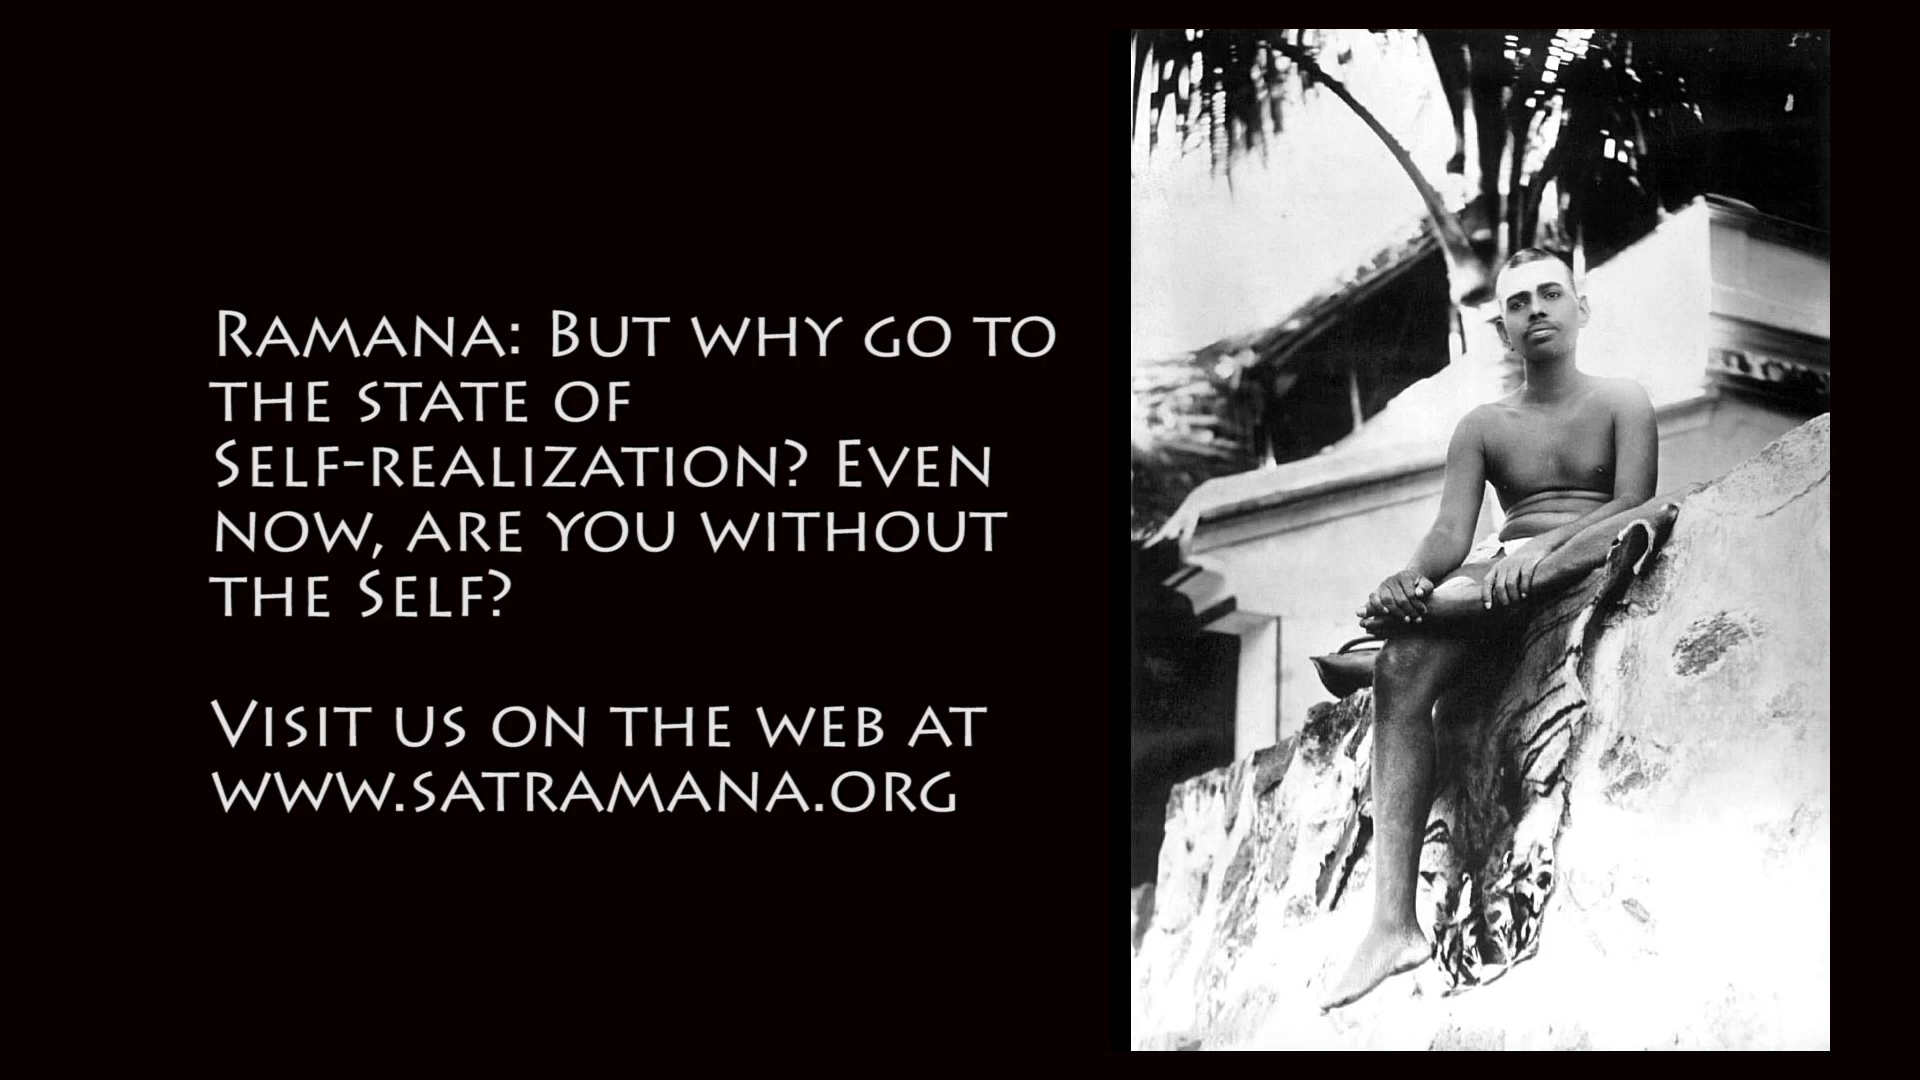 Ramana: But why go to
the state of
Self-realization? Even
now, are you without
the Self?
Visit us on the web at
www.satramana.org